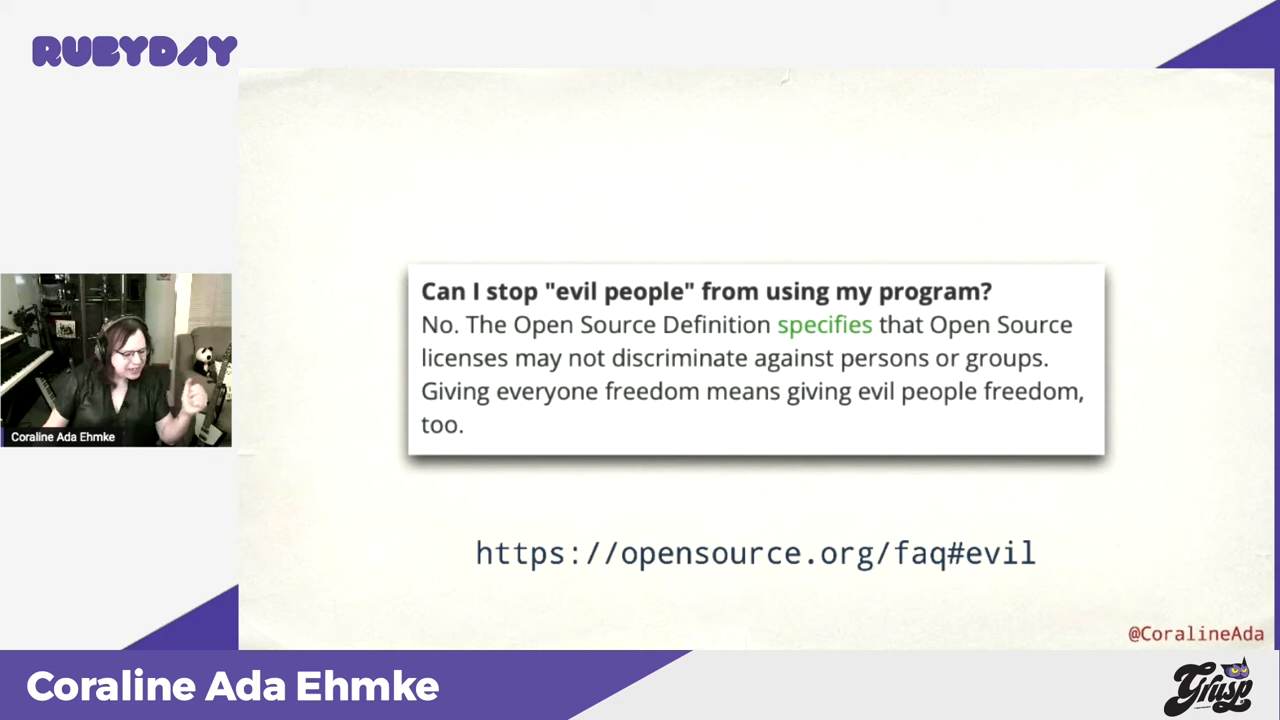 RUBYDAY
Can I stop "evil people" from using my program?
No. The Open Source Definition specifies that Open Source
licenses may not discriminate against persons or groups.
Giving everyone freedom means giving evil people freedom,
too.
Coraline Ada Ehmke
https://opensource.org/faq#evil
@CoralineAda
Coraline Ada Ehmke
Grusp